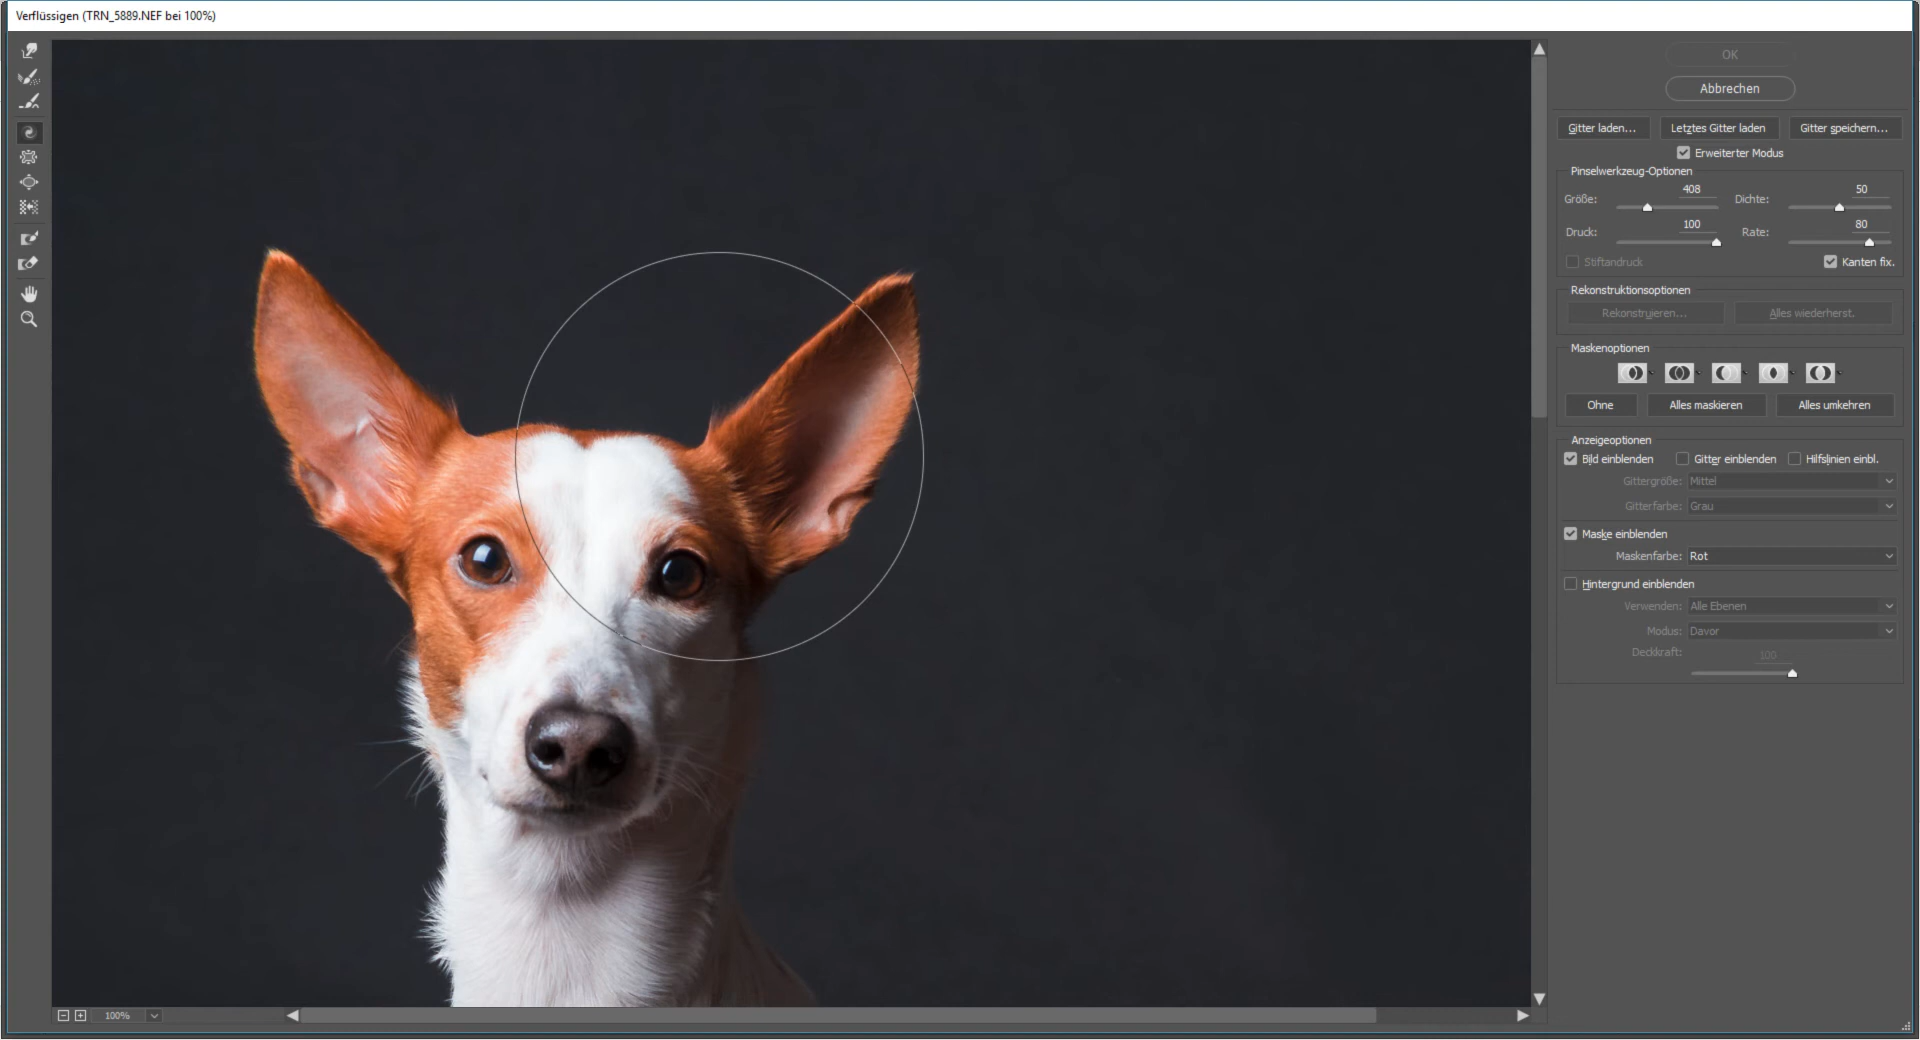 Verflüssigen (TRN_5889.NEF bei 100%)
OK
Abbrechen
Gitter laden... Letztes Gitter laden Gitter speichern...
Erweiterter Modus
Pinselwerkzeug-Optionen
Größe: 408 Dichte: 50
Druck: 100 Rate: 80
Stiftandruck Kanten fix.
Rekonstruktionsoptionen
Rekonstruieren... Alles wiederherst.
Maskenoptionen
Ohne Alles maskieren Alles umkehren
Anzeigeoptionen
Bild einblenden Gitter einblenden Hilfslinien einbl.
Gittergröße: Mittel
Gitterfarbe: Grau
Maske einblenden
Maskenfarbe: Rot
Hintergrund einblenden
Verwenden: Alle Ebenen
Modus: Davor
Deckkraft: 100
100%